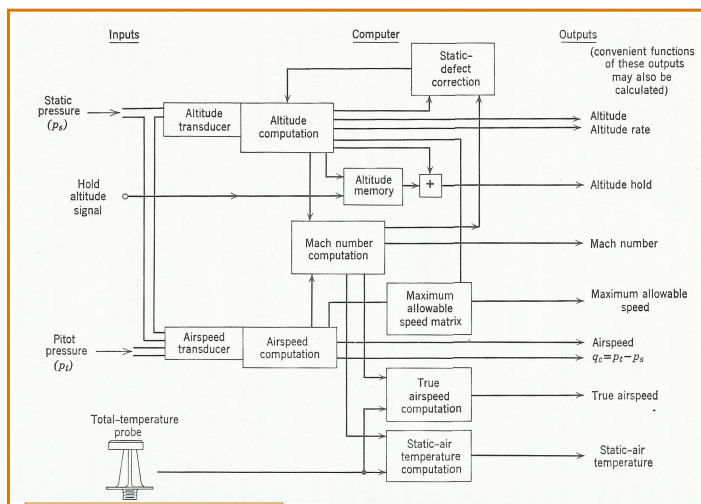 Inputs
Computer
Outputs
(convenient functions
of these outputs
may also be
calculated)
Static-
defect
correction
Static
pressure
(pₛ)
Altitude
transducer
Altitude
computation
Altitude
Altitude rate
Hold
altitude
signal
Altitude
memory
+
Altitude hold
Mach number
computation
Mach number
Maximum
allowable
speed matrix
Maximum allowable
speed
Pitot
pressure
(pₜ)
Airspeed
transducer
Airspeed
computation
Airspeed
q꜀=pₜ−pₛ
True
airspeed
computation
True airspeed
Total-temperature
probe
Static-air
temperature
computation
Static-air
temperature